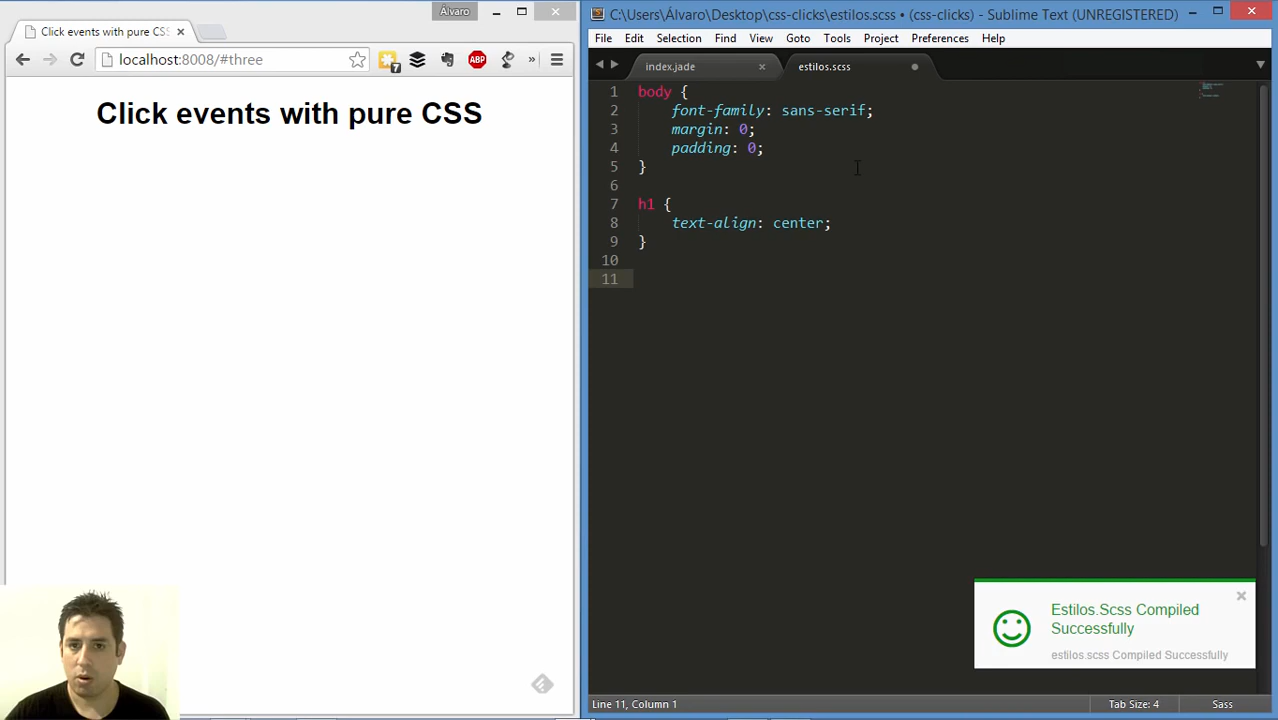 Álvaro
Click events with pure CSS
localhost:8008/#three
7
ABP
»
Click events with pure CSS
C:\Users\Álvaro\Desktop\css-clicks\estilos.scss • (css-clicks) - Sublime Text (UNREGISTERED)
File Edit Selection Find View Goto Tools Project Preferences Help
index.jade
estilos.scss
1 body {
2 font-family: sans-serif;
3 margin: 0;
4 padding: 0;
5 }
6
7 h1 {
8 text-align: center;
9 }
10
11
Estilos.Scss Compiled
Successfully
estilos.scss Compiled Successfully
Line 11, Column 1
Tab Size: 4
Sass